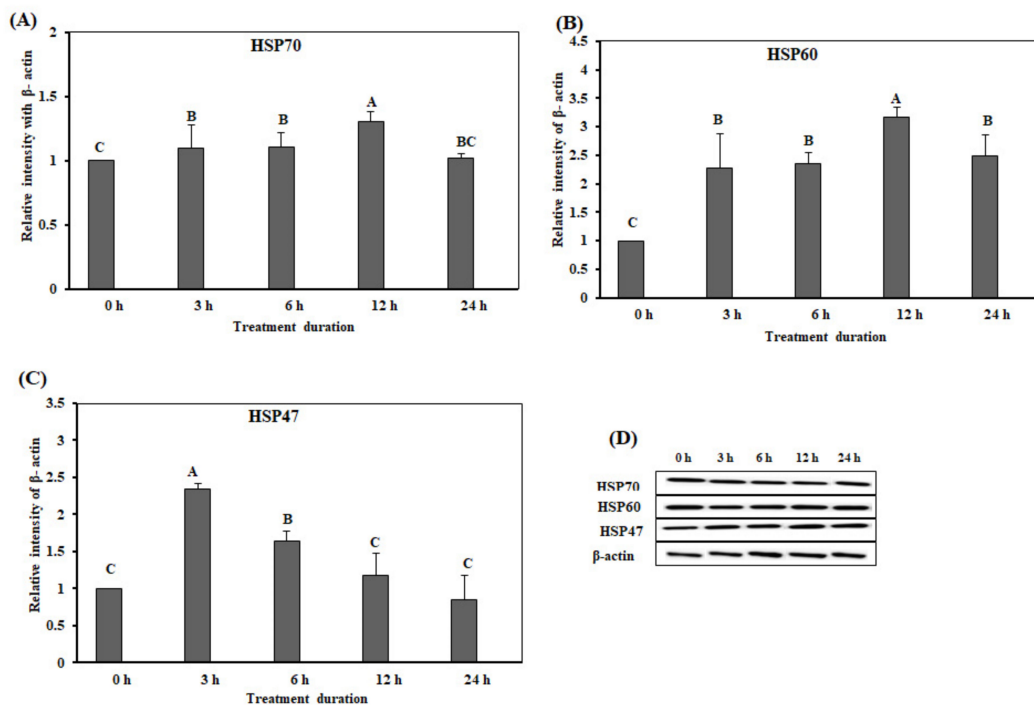 (A)
HSP70
Relative intensity with β- actin
2
1.5
1
0.5
0
C
B
B
A
BC
0 h 3 h 6 h 12 h 24 h
Treatment duration
(B)
HSP60
Relative intensity of β- actin
4.5
4
3.5
3
2.5
2
1.5
1
0.5
0
C
B
B
A
B
0 h 3 h 6 h 12 h 24 h
Treatment duration
(C)
HSP47
Relative intensity of β- actin
3.5
3
2.5
2
1.5
1
0.5
0
C
A
B
C
C
0 h 3 h 6 h 12 h 24 h
Treatment duration
(D)
0 h 3 h 6 h 12 h 24 h
HSP70
HSP60
HSP47
β-actin